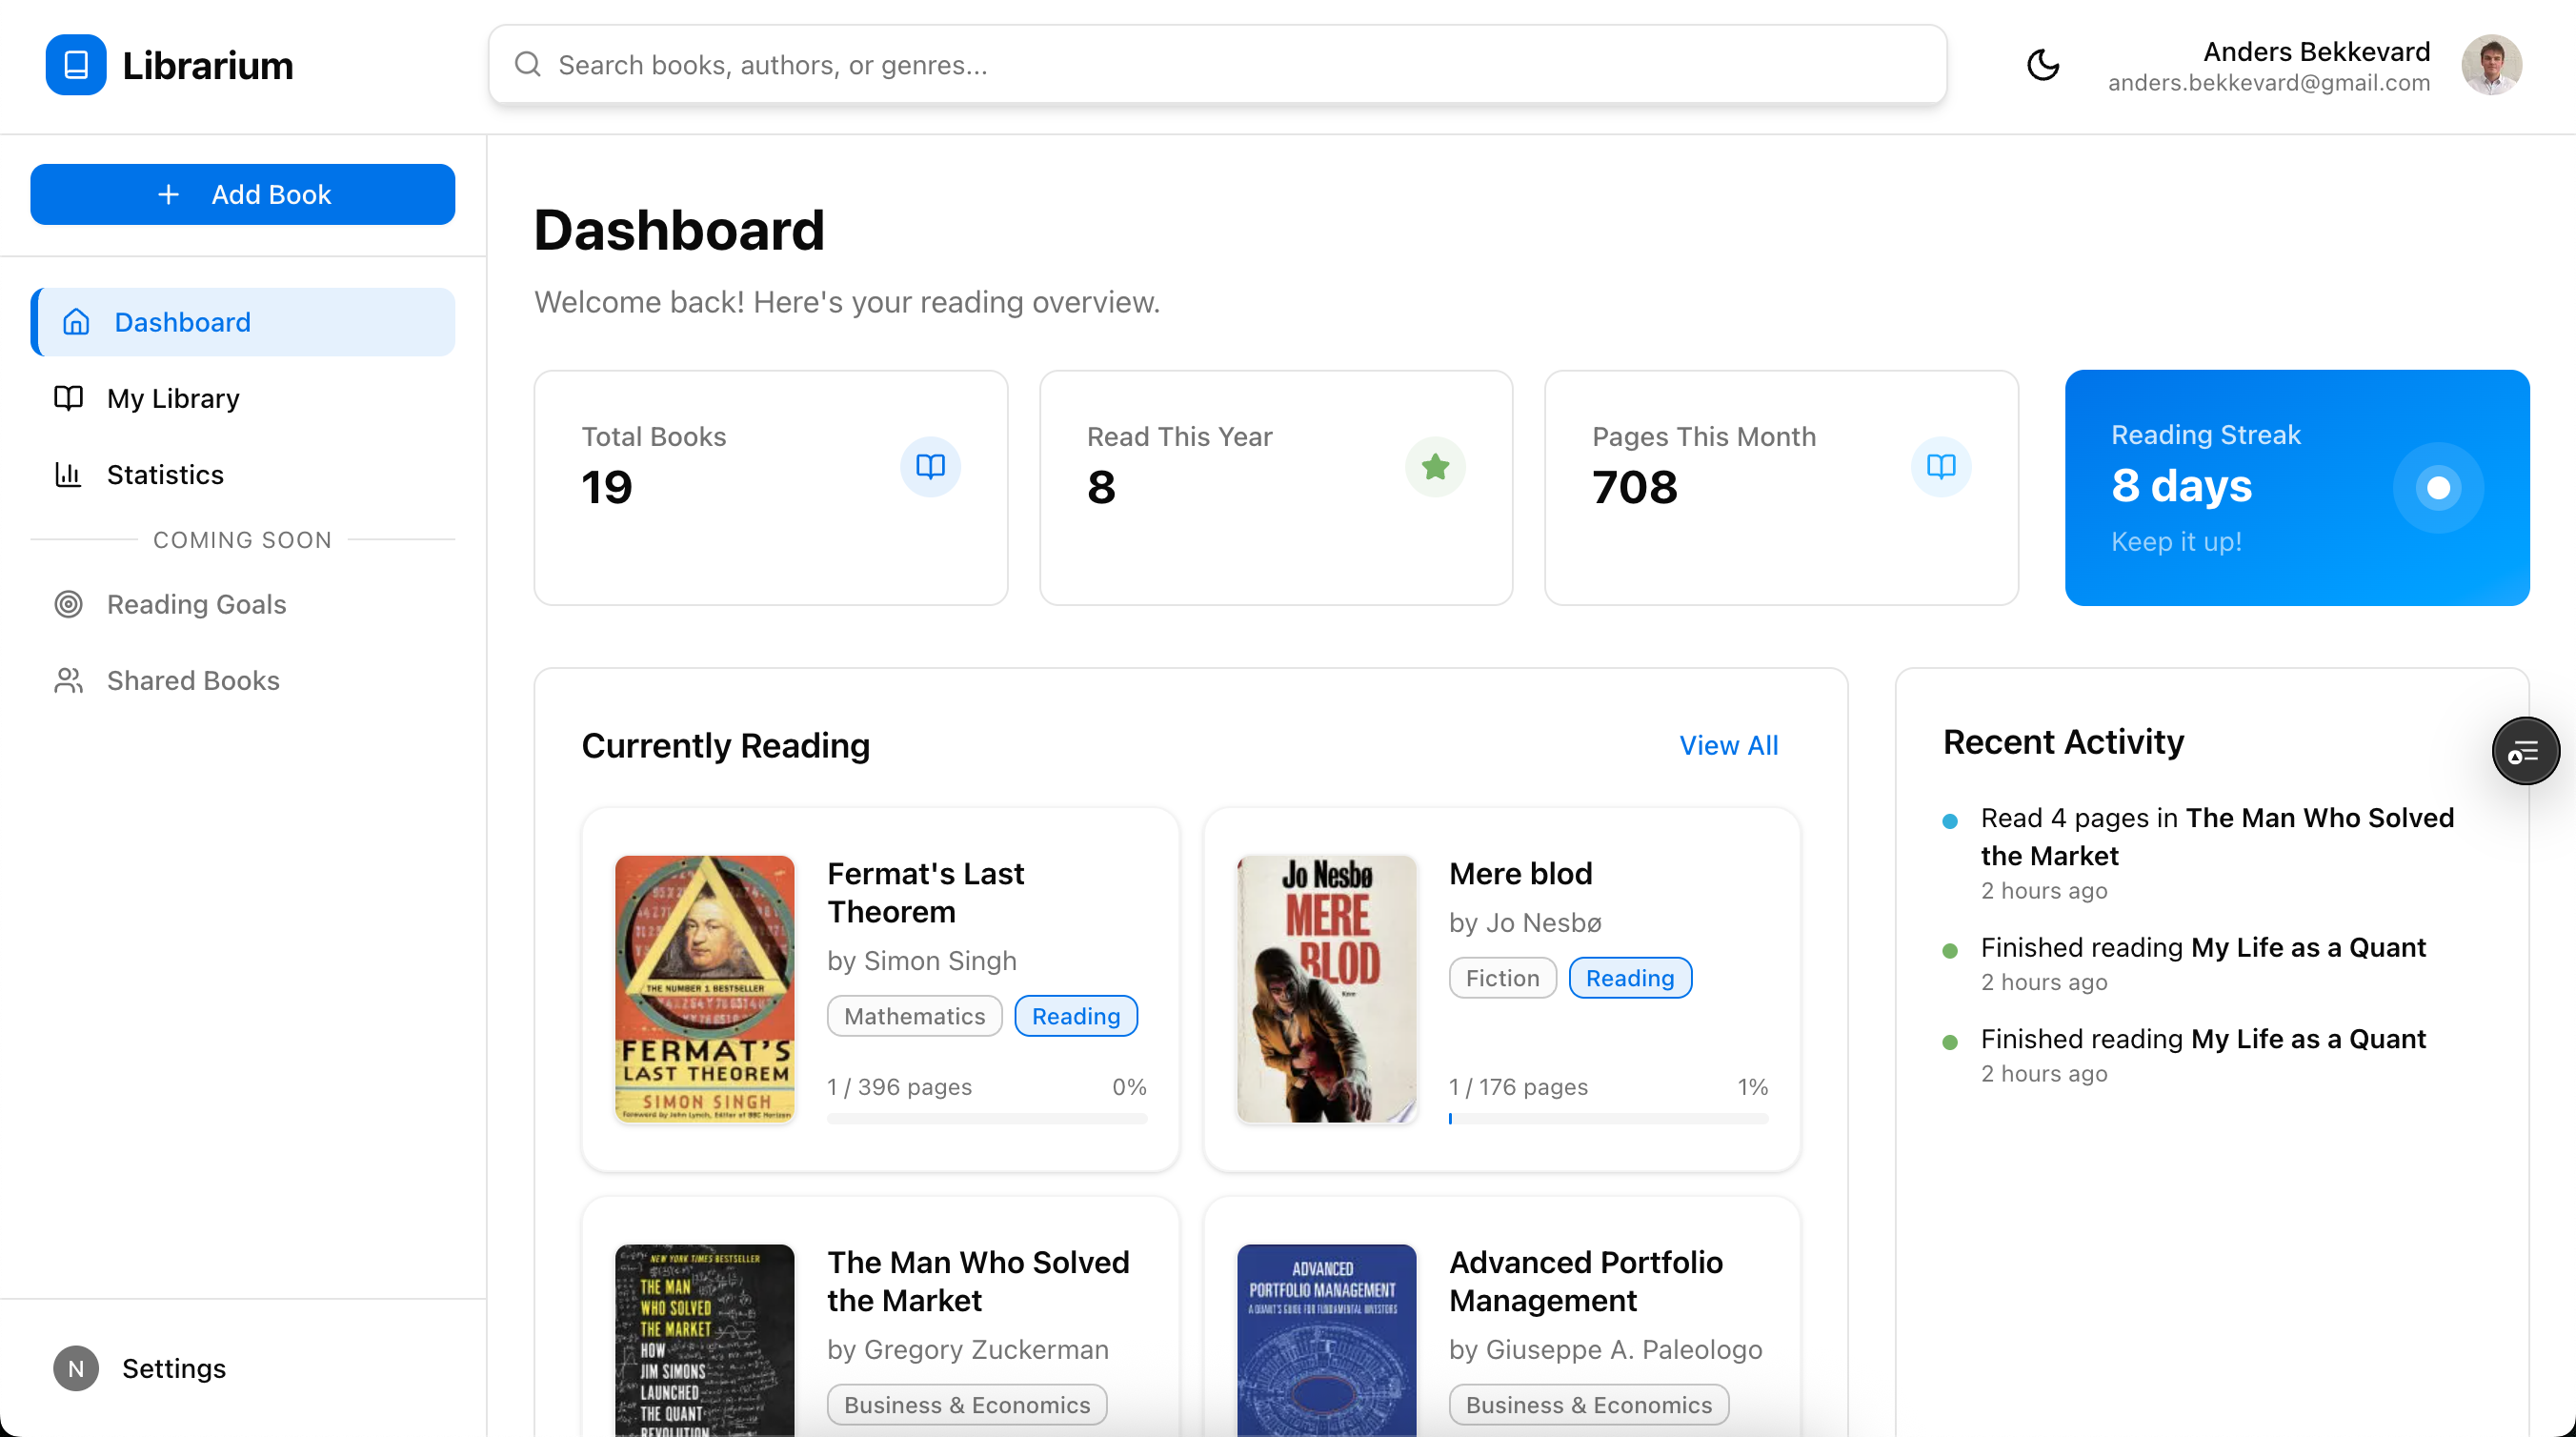 Librarium
Search books, authors, or genres...
Anders Bekkevard
anders.bekkevard@gmail.com
Add Book
Dashboard
My Library
Statistics
COMING SOON
Reading Goals
Shared Books
N
Settings
Dashboard
Welcome back! Here's your reading overview.
Total Books
19
Read This Year
8
Pages This Month
708
Reading Streak
8 days
Keep it up!
Currently Reading
View All
THE NUMBER 1 BESTSELLER
FERMAT'S
LAST THEOREM
SIMON SINGH
Foreword by John Lynch, Editor of BBC Horizon
Fermat's Last
Theorem
by Simon Singh
Mathematics
Reading
1 / 396 pages
0%
Jo Nesbø
MERE
BLOD
Mere blod
by Jo Nesbø
Fiction
Reading
1 / 176 pages
1%
NEW YORK TIMES BESTSELLER
THE MAN
WHO SOLVED
THE MARKET
HOW
JIM SIMONS
LAUNCHED
THE QUANT
REVOLUTION
The Man Who Solved
the Market
by Gregory Zuckerman
Business & Economics
ADVANCED
PORTFOLIO MANAGEMENT
A QUANT'S GUIDE FOR FUNDAMENTAL INVESTORS
Advanced Portfolio
Management
by Giuseppe A. Paleologo
Business & Economics
Recent Activity
Read 4 pages in The Man Who Solved
the Market
2 hours ago
Finished reading My Life as a Quant
2 hours ago
Finished reading My Life as a Quant
2 hours ago